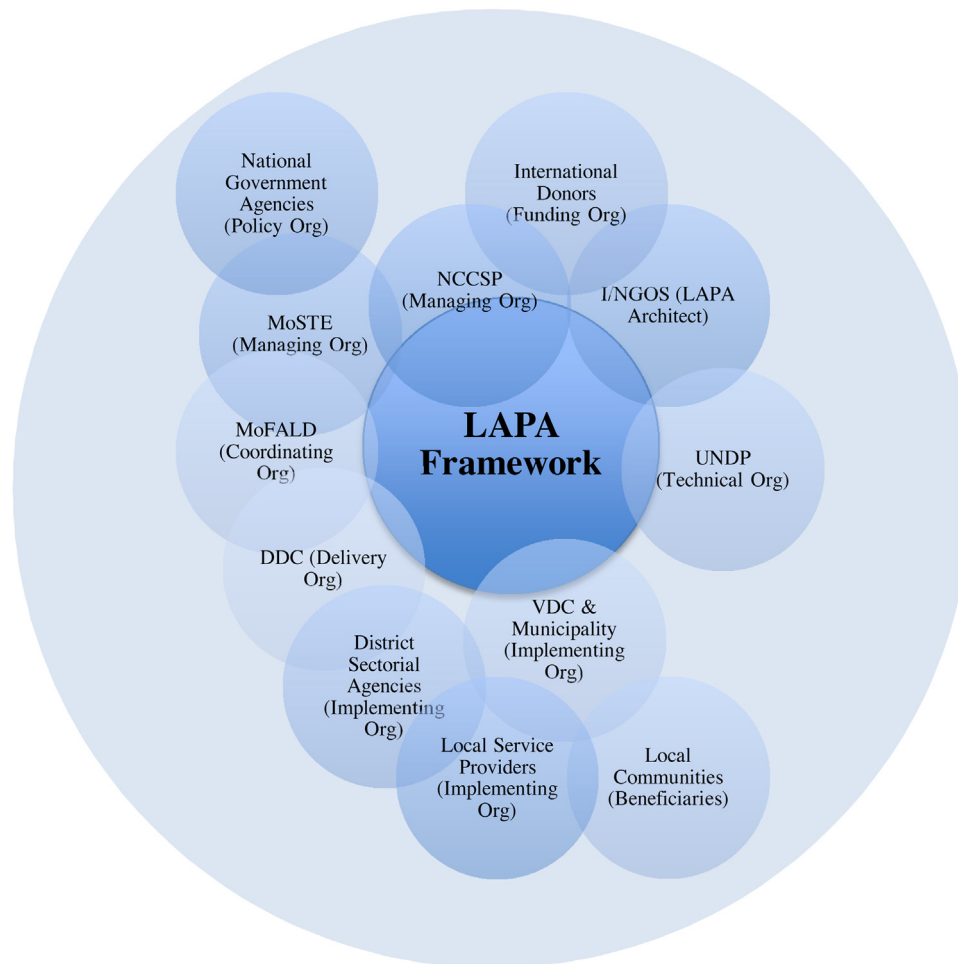 National
Government
Agencies
(Policy Org)
International
Donors
(Funding Org)
NCCSP
(Managing Org)
I/NGOS (LAPA
Architect)
MoSTE
(Managing Org)
LAPA
Framework
MoFALD
(Coordinating
Org)
UNDP
(Technical Org)
DDC (Delivery
Org)
VDC &
Municipality
(Implementing
Org)
District
Sectorial
Agencies
(Implementing
Org)
Local Service
Providers
(Implementing
Org)
Local
Communities
(Beneficiaries)